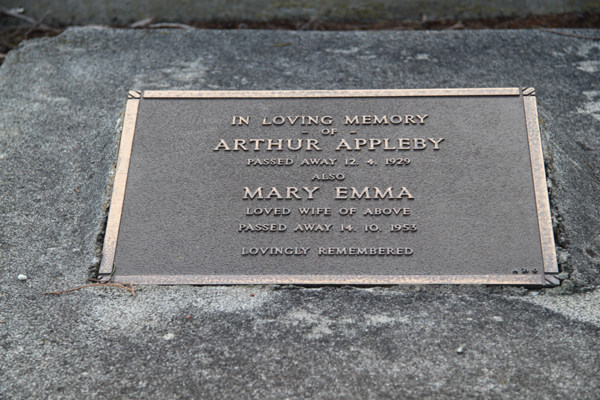 IN LOVING MEMORY
- OF -
ARTHUR APPLEBY
PASSED AWAY 12. 4. 1929
ALSO
MARY EMMA
LOVED WIFE OF ABOVE
PASSED AWAY 14. 10. 1953
LOVINGLY REMEMBERED